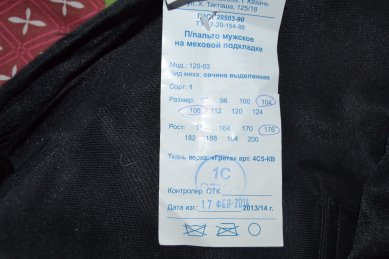 г. Казань
ул. Х. Такташа, 125/18
ГОСТ 28503-90
П/пальто мужское
на меховой подкладке
Мод.: 120-03
Вид меха: овчина выделанная
Сорт: 1
Размер: 96 100 104
108 112 120 124
Рост: 164 170 176
182 188 194 200
Ткань верха: «Грета» арт. 4С5-КВ
1С
Контролер ОТК
Дата изг.: 17 ФЕВ 2014 2013/14 г.